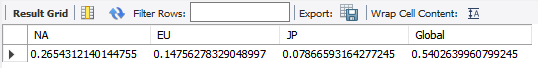 Result Grid Filter Rows: Export: Wrap Cell Content:
NA EU JP Global
0.2654312140144755 0.14756278329048997 0.07866593164277245 0.5402639960799245